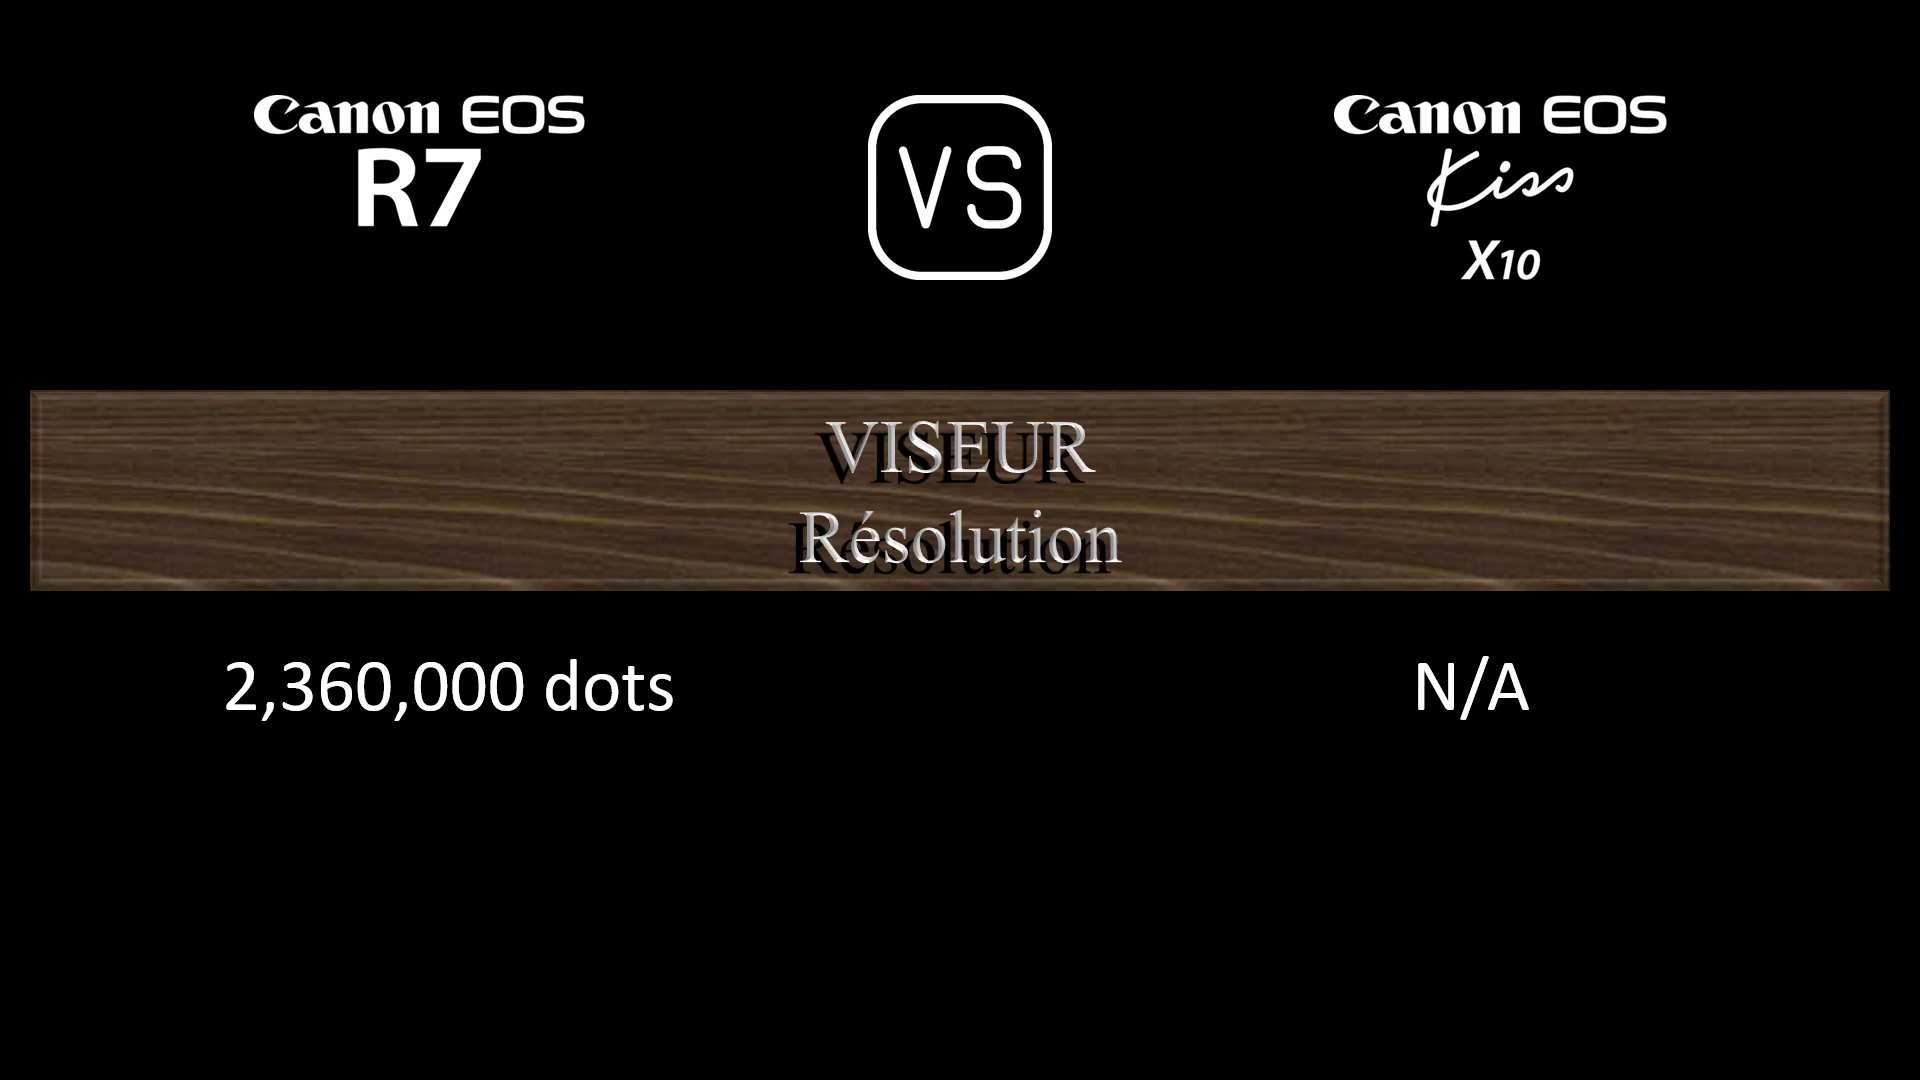 Canon EOS
R7
VS
Canon EOS
Kiss
X10
VISEUR
Résolution
2,360,000 dots
N/A